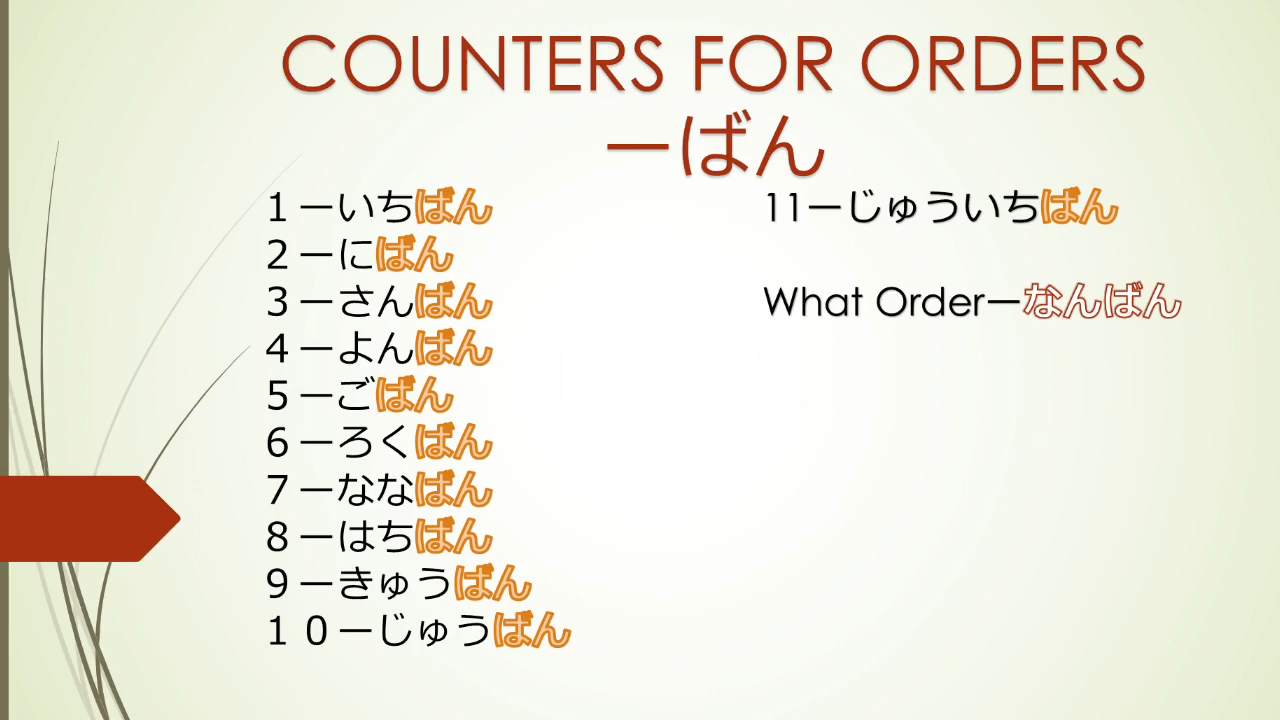 COUNTERS FOR ORDERS
ーばん
１ーいちばん
２ーにばん
３ーさんばん
４ーよんばん
５ーごばん
６ーろくばん
７ーななばん
８ーはちばん
９ーきゅうばん
１０ーじゅうばん
11ーじゅういちばん
What Orderーなんばん